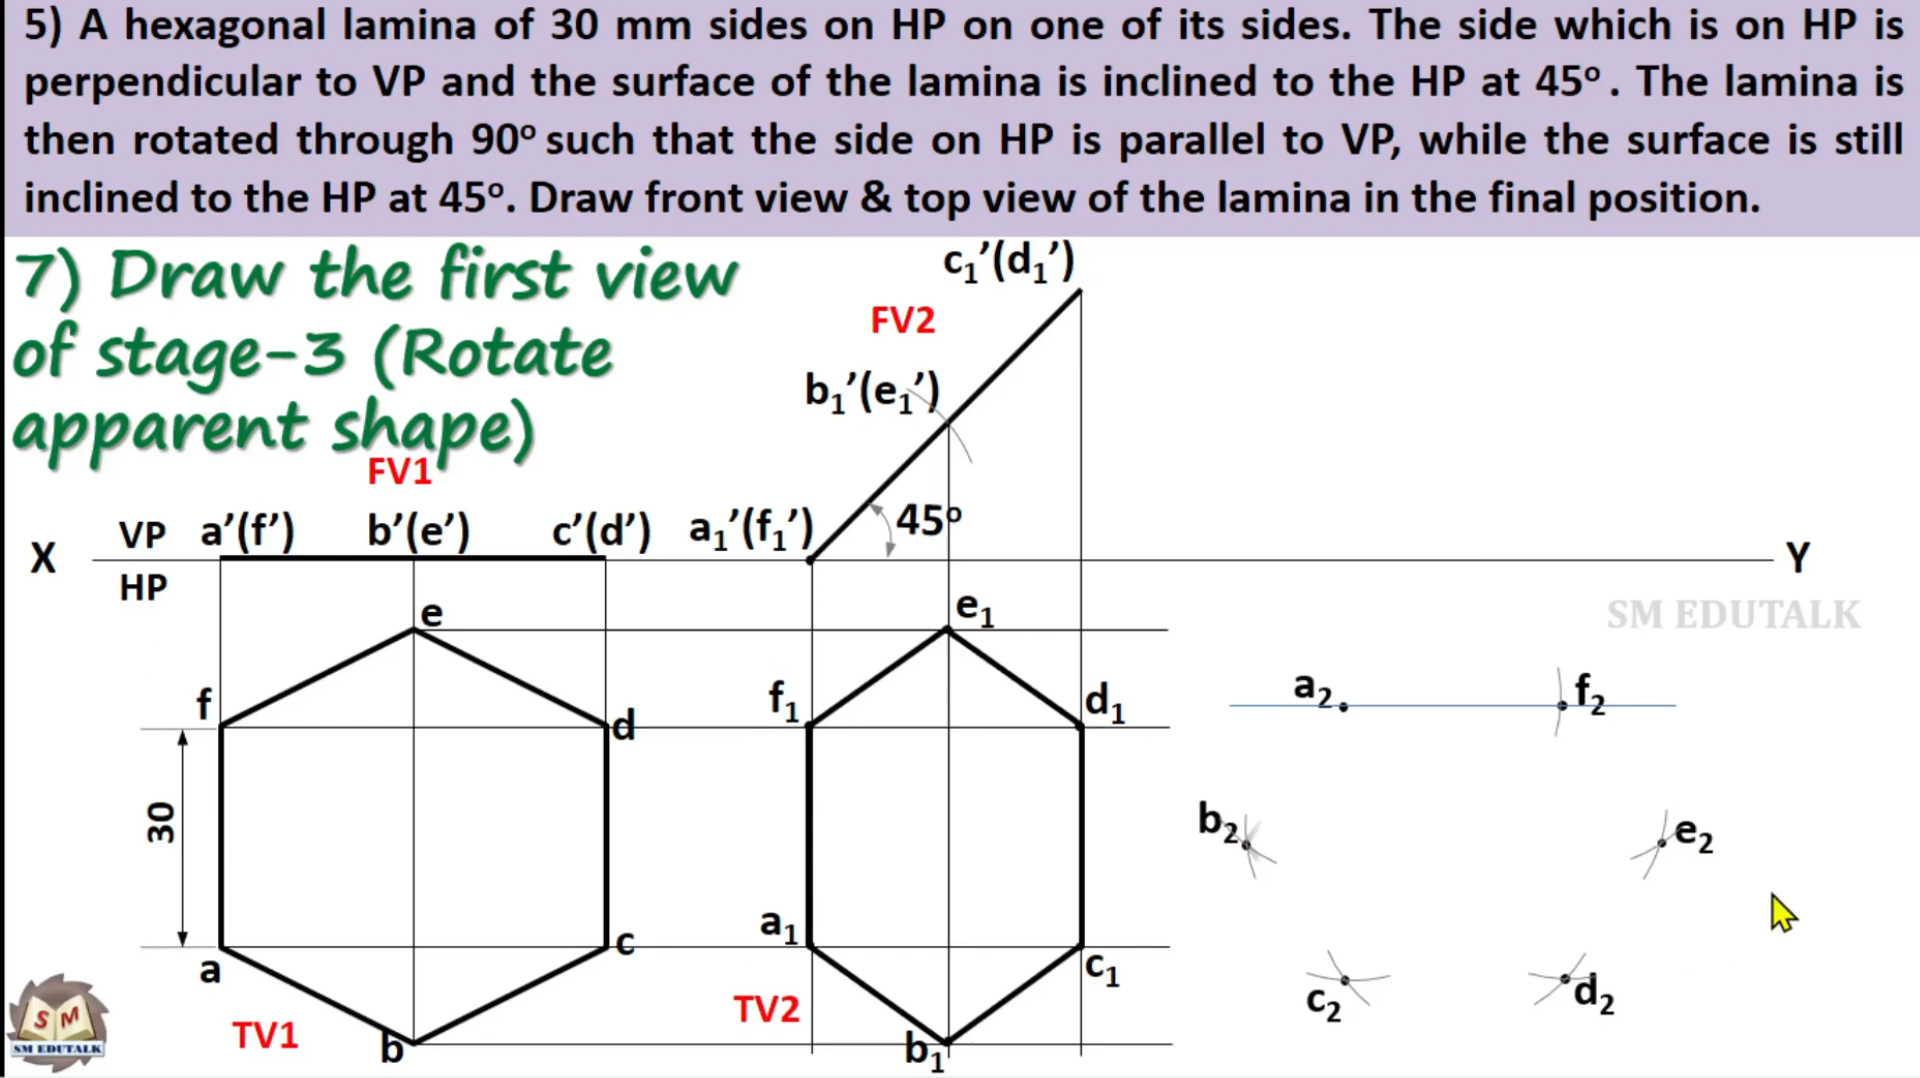 5) A hexagonal lamina of 30 mm sides on HP on one of its sides. The side which is on HP is
perpendicular to VP and the surface of the lamina is inclined to the HP at 45º . The lamina is
then rotated through 90º such that the side on HP is parallel to VP, while the surface is still
inclined to the HP at 45º. Draw front view & top view of the lamina in the final position.
7) Draw the first view
of stage-3 (Rotate
apparent shape)
c₁’(d₁’)
FV2
b₁’(e₁’)
FV1
X
VP
a’(f’)
b’(e’)
c’(d’)
a₁’(f₁’)
45º
Y
HP
e
e₁
SM EDUTALK
f
d
f₁
d₁
a₂
f₂
30
b₂
e₂
a
c
a₁
c₁
c₂
d₂
TV1
b
TV2
b₁
S M
SM EDUTALK